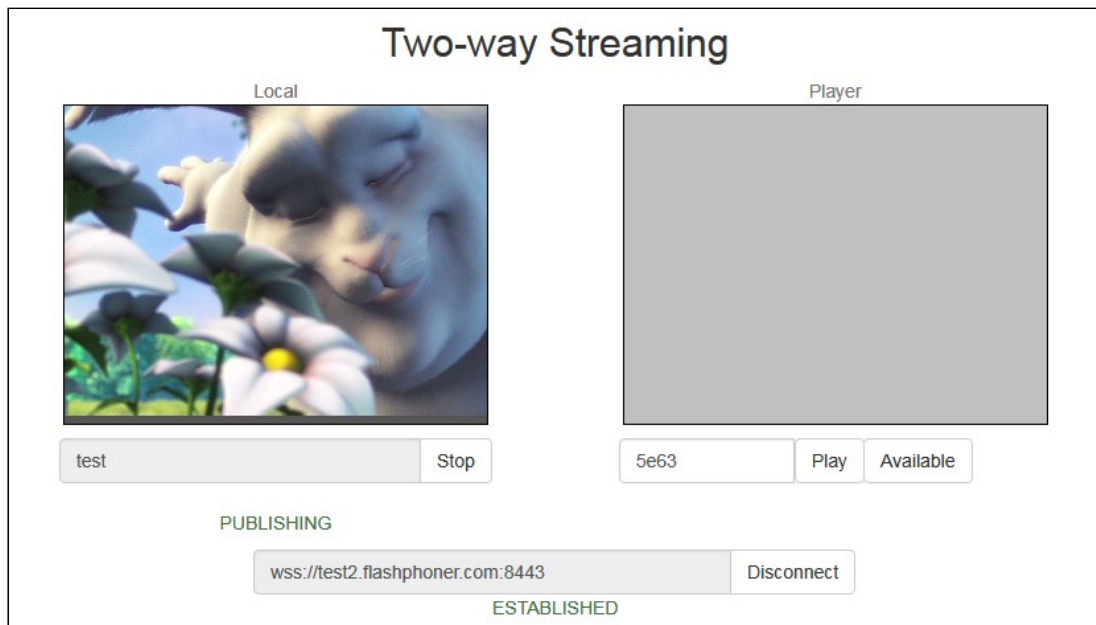 Two-way Streaming
Local
Player
test
Stop
5e63
Play
Available
PUBLISHING
wss://test2.flashphoner.com:8443
Disconnect
ESTABLISHED